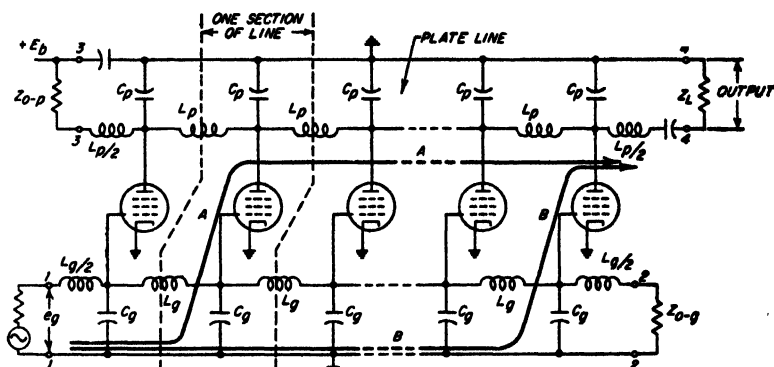 ONE SECTION
OF LINE
+ Eb
3
Cp
Cp
Cp
Cp
Cp
PLATE LINE
4
ZL
OUTPUT
Zo-p
3
Lp/2
Lp
Lp
Lp
Lp/2
4
A
A
B
Lg/2
1
Lg
Lg
Lg
Lg/2
2
eg
Cg
Cg
Cg
Cg
Cg
Zo-g
B
1
2